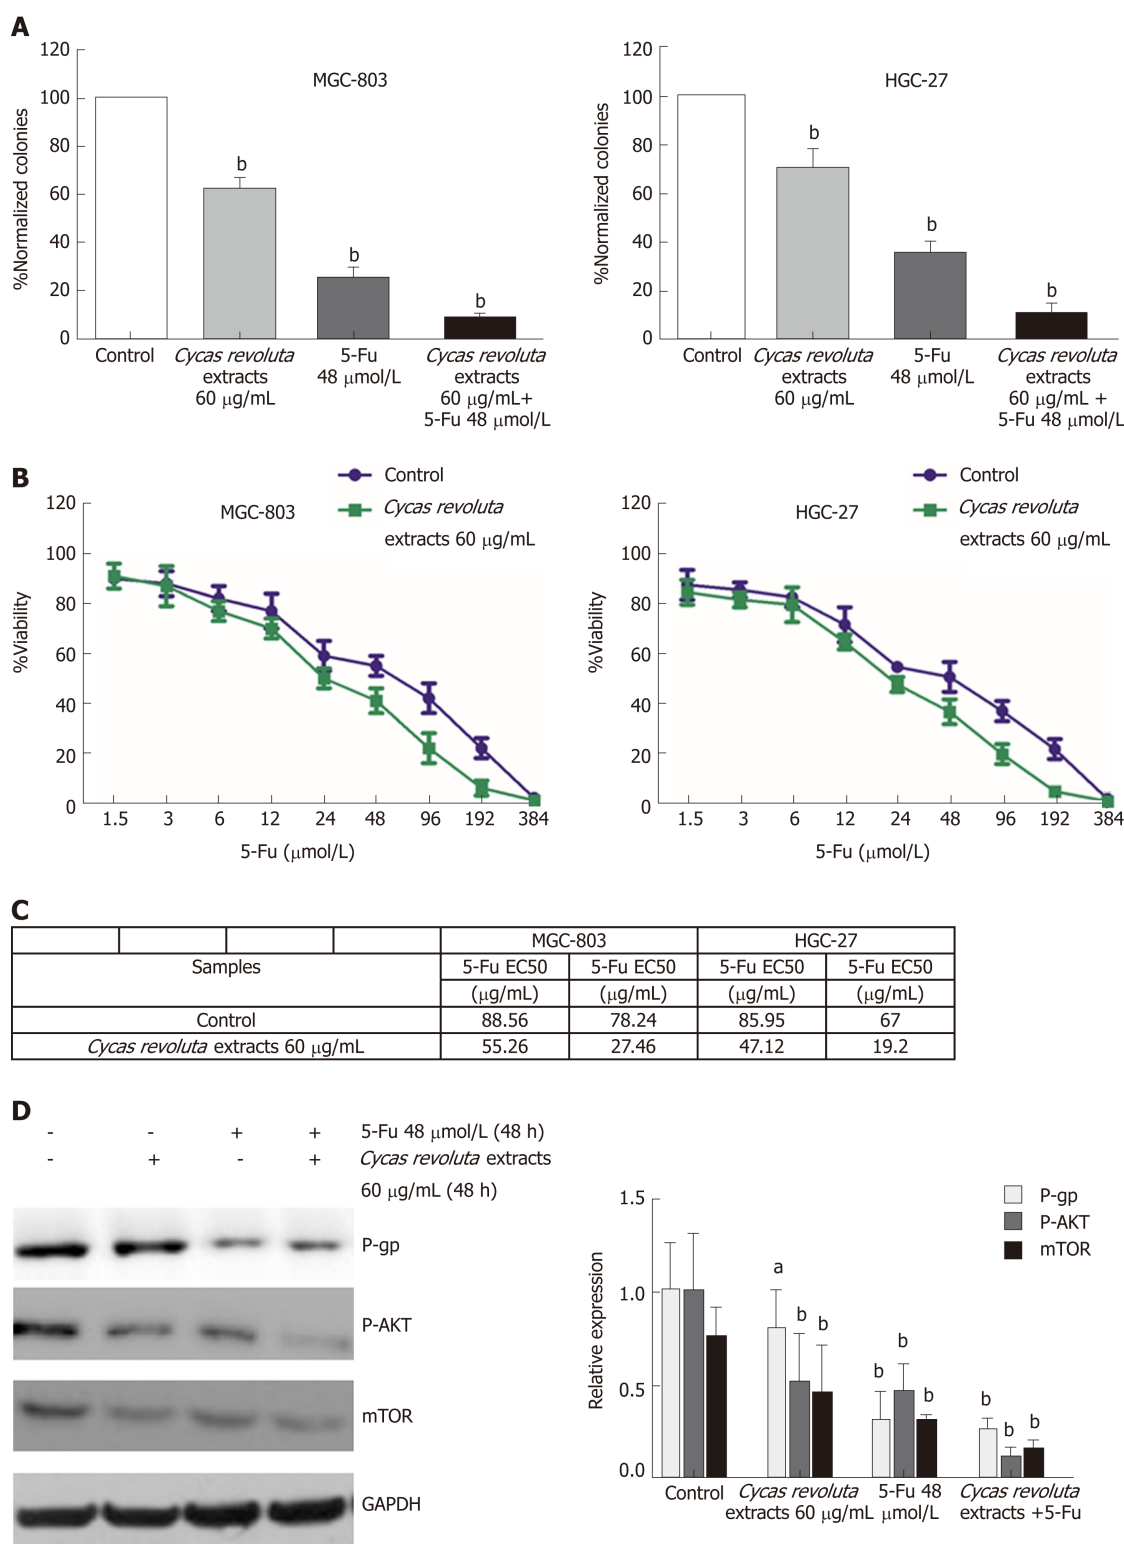 A
120
100
80
60
40
20
0
%Normalized colonies
MGC-803
b
b
b
Control
Cycas revoluta
extracts
60 μg/mL
5-Fu
48 μmol/L
Cycas revoluta
extracts
60 μg/mL+
5-Fu 48 μmol/L
120
100
80
60
40
20
0
%Normalized colonies
HGC-27
b
b
b
Control
Cycas revoluta
extracts
60 μg/mL
5-Fu
48 μmol/L
Cycas revoluta
extracts
60 μg/mL +
5-Fu 48 μmol/L
B
Control
Cycas revoluta
extracts 60 μg/mL
MGC-803
120
100
80
60
40
20
0
%Viability
1.5 3 6 12 24 48 96 192 384
5-Fu (μmol/L)
Control
Cycas revoluta
extracts 60 μg/mL
HGC-27
120
100
80
60
40
20
0
%Viability
1.5 3 6 12 24 48 96 192 384
5-Fu (μmol/L)
C
MGC-803 HGC-27
Samples 5-Fu EC50 5-Fu EC50 5-Fu EC50 5-Fu EC50
(μg/mL) (μg/mL) (μg/mL) (μg/mL)
Control 88.56 78.24 85.95 67
Cycas revoluta extracts 60 μg/mL 55.26 27.46 47.12 19.2
D
- - + + 5-Fu 48 μmol/L (48 h)
- + - + Cycas revoluta extracts
60 μg/mL (48 h)
P-gp
P-AKT
mTOR
GAPDH
1.5
1.0
0.5
0.0
Relative expression
P-gp
P-AKT
mTOR
a
b
b
b
b
b
b
b
b
Control
Cycas revoluta
extracts 60 μg/mL
5-Fu 48
μmol/L
Cycas revoluta
extracts +5-Fu